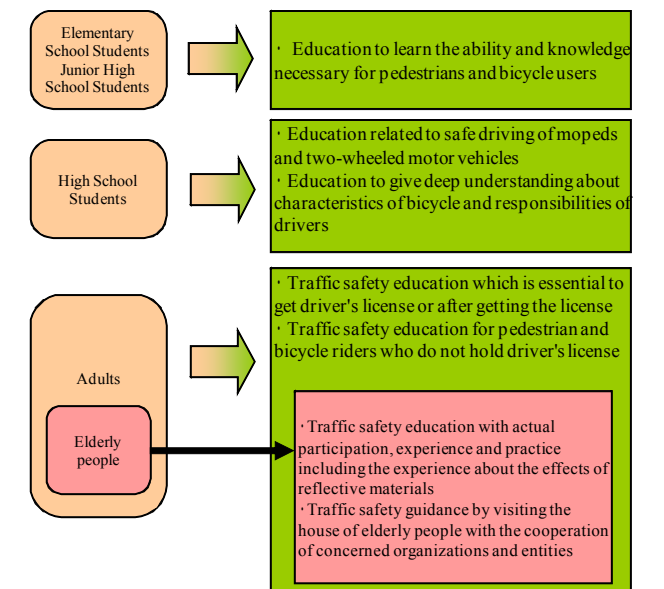 Elementary
School Students
Junior High
School Students
· Education to learn the ability and knowledge
necessary for pedestrians and bicycle users
High School
Students
· Education related to safe driving of mopeds
and two-wheeled motor vehicles
· Education to give deep understanding about
characteristics of bicycle and responsibilities of
drivers
Adults
Elderly
people
· Traffic safety education which is essential to
get driver's license or after getting the license
· Traffic safety education for pedestrian and
bicycle riders who do not hold driver's license
· Traffic safety education with actual
participation, experience and practice
including the experience about the effects of
reflective materials
· Traffic safety guidance by visiting the
house of elderly people with the cooperation
of concerned organizations and entities